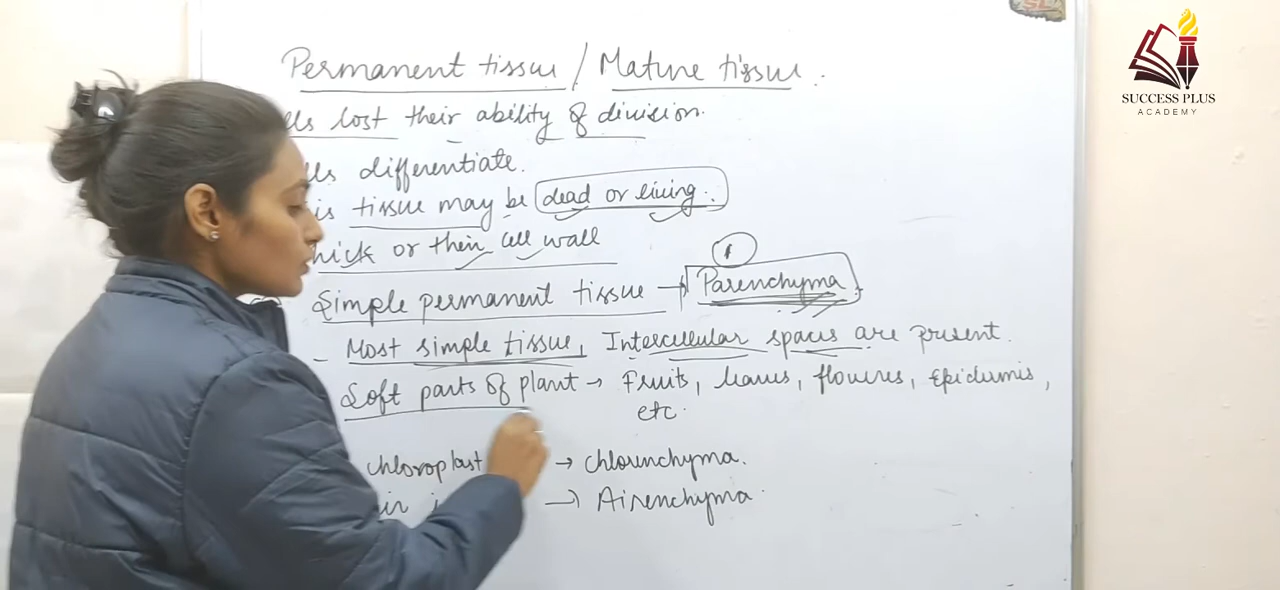 Permanent tissue / Mature tissue.
lls lost their ability of division.
lls differentiate.
is tissue may be dead or living.
hick or thin cell wall
1
Simple permanent tissue → Parenchyma.
- Most simple tissue, Intercellular spaces are present.
Soft parts of plant → Fruits, leaves, flowers, Epidermis,
etc.
chloroplast → chlorenchyma.
ir i → Airenchyma.
SUCCESS PLUS
ACADEMY